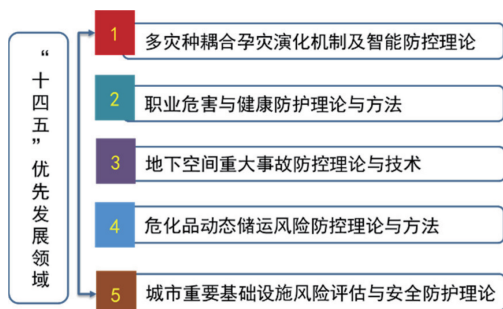 “十四五”优先发展领域
1 多灾种耦合孕灾演化机制及智能防控理论
2 职业危害与健康防护理论与方法
3 地下空间重大事故防控理论与技术
4 危化品动态储运风险防控理论与方法
5 城市重要基础设施风险评估与安全防护理论